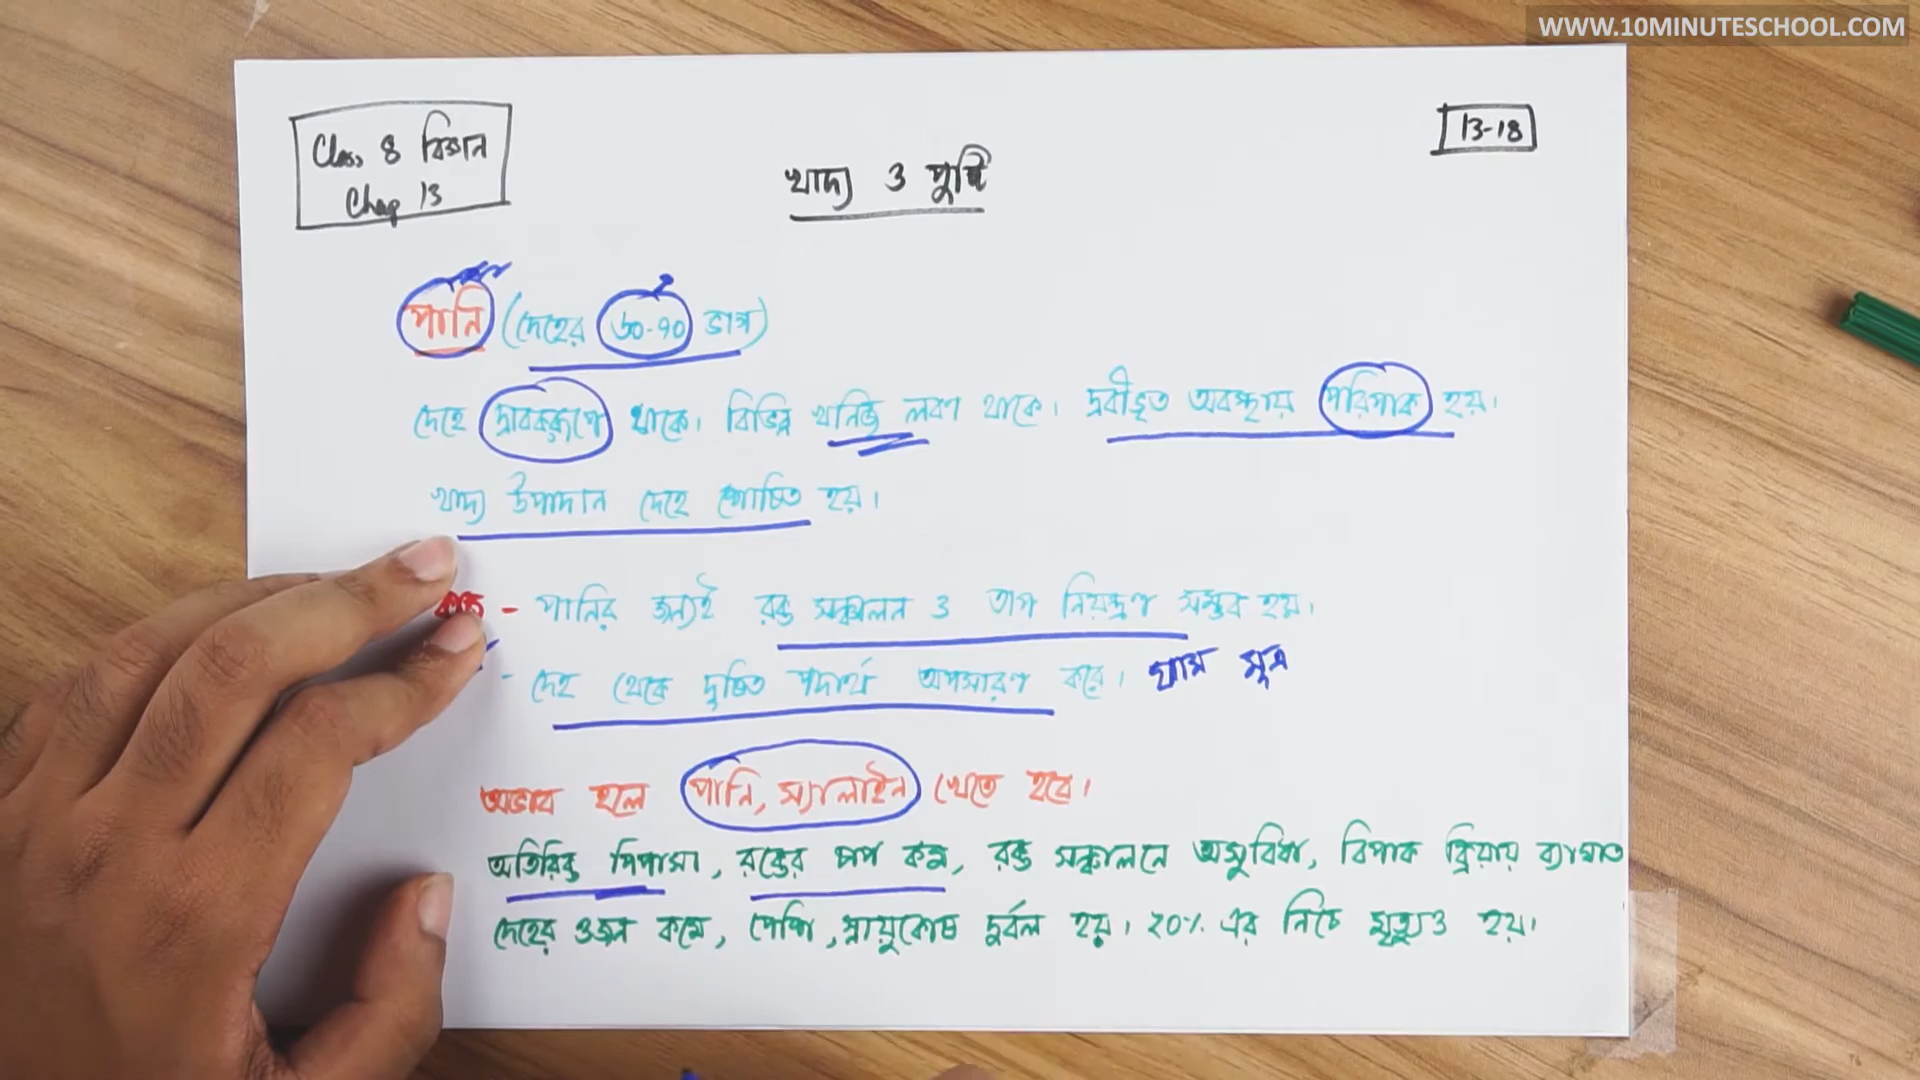 WWW.10MINUTESCHOOL.COM
Class 8 বিজ্ঞান
Chap 13
13-18
খাদ্য ও পুষ্টি
পানি (দেহের ৬০-৭০ ভাগ)
দেহে দ্রাবকরূপে থাকে। বিভিন্ন খনিজ লবণ থাকে। দ্রবীভূত অবস্থায় পরিপাক হয়।
খাদ্য উপাদান দেহে শোষিত হয়।
কাজ - পানির জন্যই রক্ত সঞ্চালন ও তাপ নিয়ন্ত্রণ সম্ভব হয়।
- দেহ থেকে দুষিত পদার্থ অপসারণ করে। ঘাম মুত্র
অভাব হলে পানি, স্যালাইন খেতে হবে।
অতিরিক্ত পিপাসা, রক্তের চাপ কম, রক্ত সঞ্চালনে অসুবিধা, বিপাক ক্রিয়ায় ব্যাঘাত
দেহের ওজন কমে, পেশি, স্নায়ুকোষ দুর্বল হয়। ২০% এর নিচে মৃত্যুও হয়।